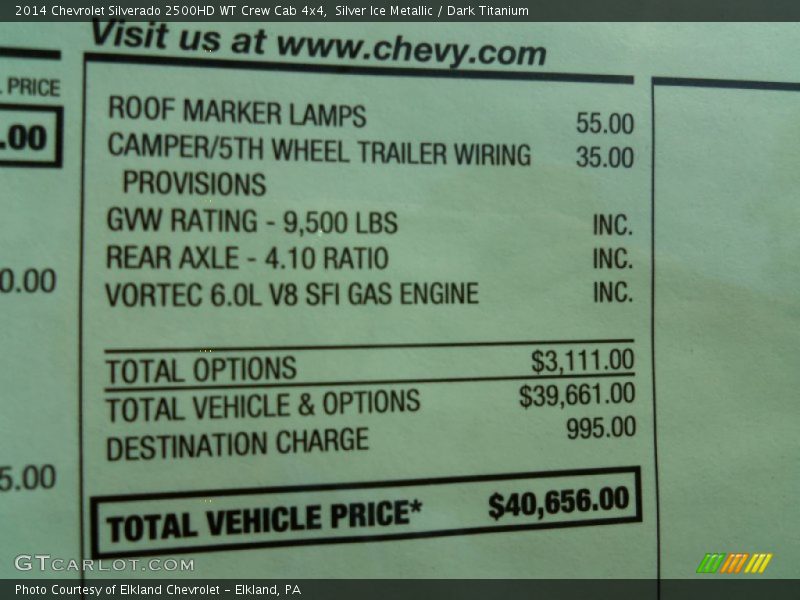 2014 Chevrolet Silverado 2500HD WT Crew Cab 4x4, Silver Ice Metallic / Dark Titanium
Visit us at www.chevy.com
PRICE
.00
0.00
5.00
ROOF MARKER LAMPS 55.00
CAMPER/5TH WHEEL TRAILER WIRING 35.00
PROVISIONS
GVW RATING - 9,500 LBS INC.
REAR AXLE - 4.10 RATIO INC.
VORTEC 6.0L V8 SFI GAS ENGINE INC.
TOTAL OPTIONS $3,111.00
TOTAL VEHICLE & OPTIONS $39,661.00
DESTINATION CHARGE 995.00
TOTAL VEHICLE PRICE* $40,656.00
GTCARLOT.COM
Photo Courtesy of Elkland Chevrolet - Elkland, PA